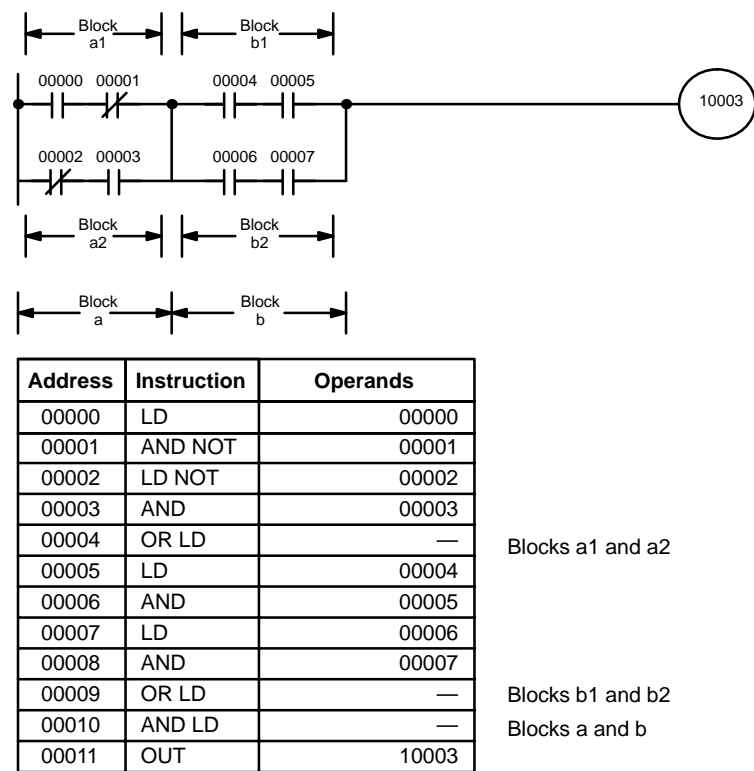 Block a1 Block b1
00000 00001 00004 00005
10003
00002 00003 00006 00007
Block a2 Block b2
Block a Block b
Address Instruction Operands
00000 LD 00000
00001 AND NOT 00001
00002 LD NOT 00002
00003 AND 00003
00004 OR LD — Blocks a1 and a2
00005 LD 00004
00006 AND 00005
00007 LD 00006
00008 AND 00007
00009 OR LD — Blocks b1 and b2
00010 AND LD — Blocks a and b
00011 OUT 10003